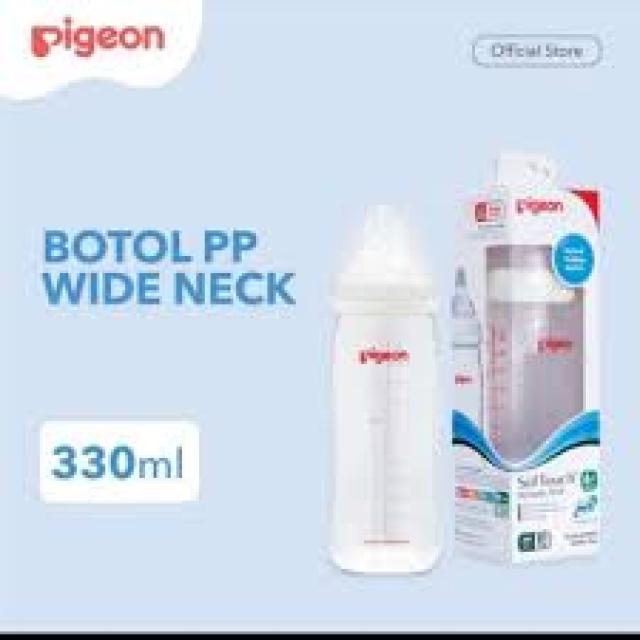 pigeon
Official Store
BOTOL PP
WIDE NECK
330ml
pigeon
pigeon
pigeon
SofTouch